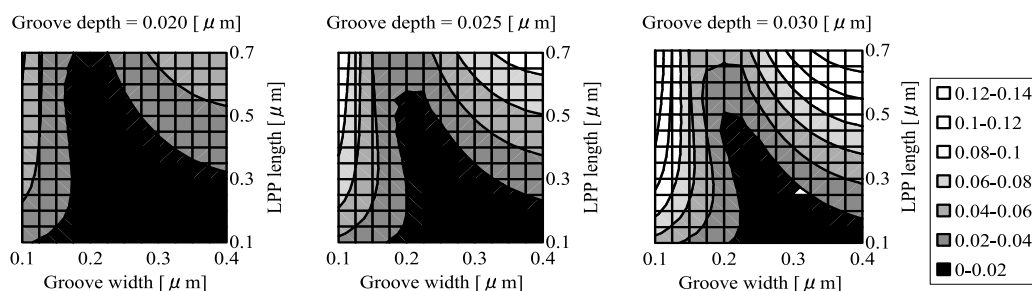 Groove depth = 0.020 [ μ m]
0.7
0.5
0.3
0.1
LPP length [ μ m]
0.1 0.2 0.3 0.4
Groove width [ μ m]
Groove depth = 0.025 [ μ m]
0.7
0.5
0.3
0.1
LPP length [ μ m]
0.1 0.2 0.3 0.4
Groove width [ μ m]
Groove depth = 0.030 [ μ m]
0.7
0.5
0.3
0.1
LPP length [ μ m]
0.1 0.2 0.3 0.4
Groove width [ μ m]
0.12-0.14
0.1-0.12
0.08-0.1
0.06-0.08
0.04-0.06
0.02-0.04
0-0.02